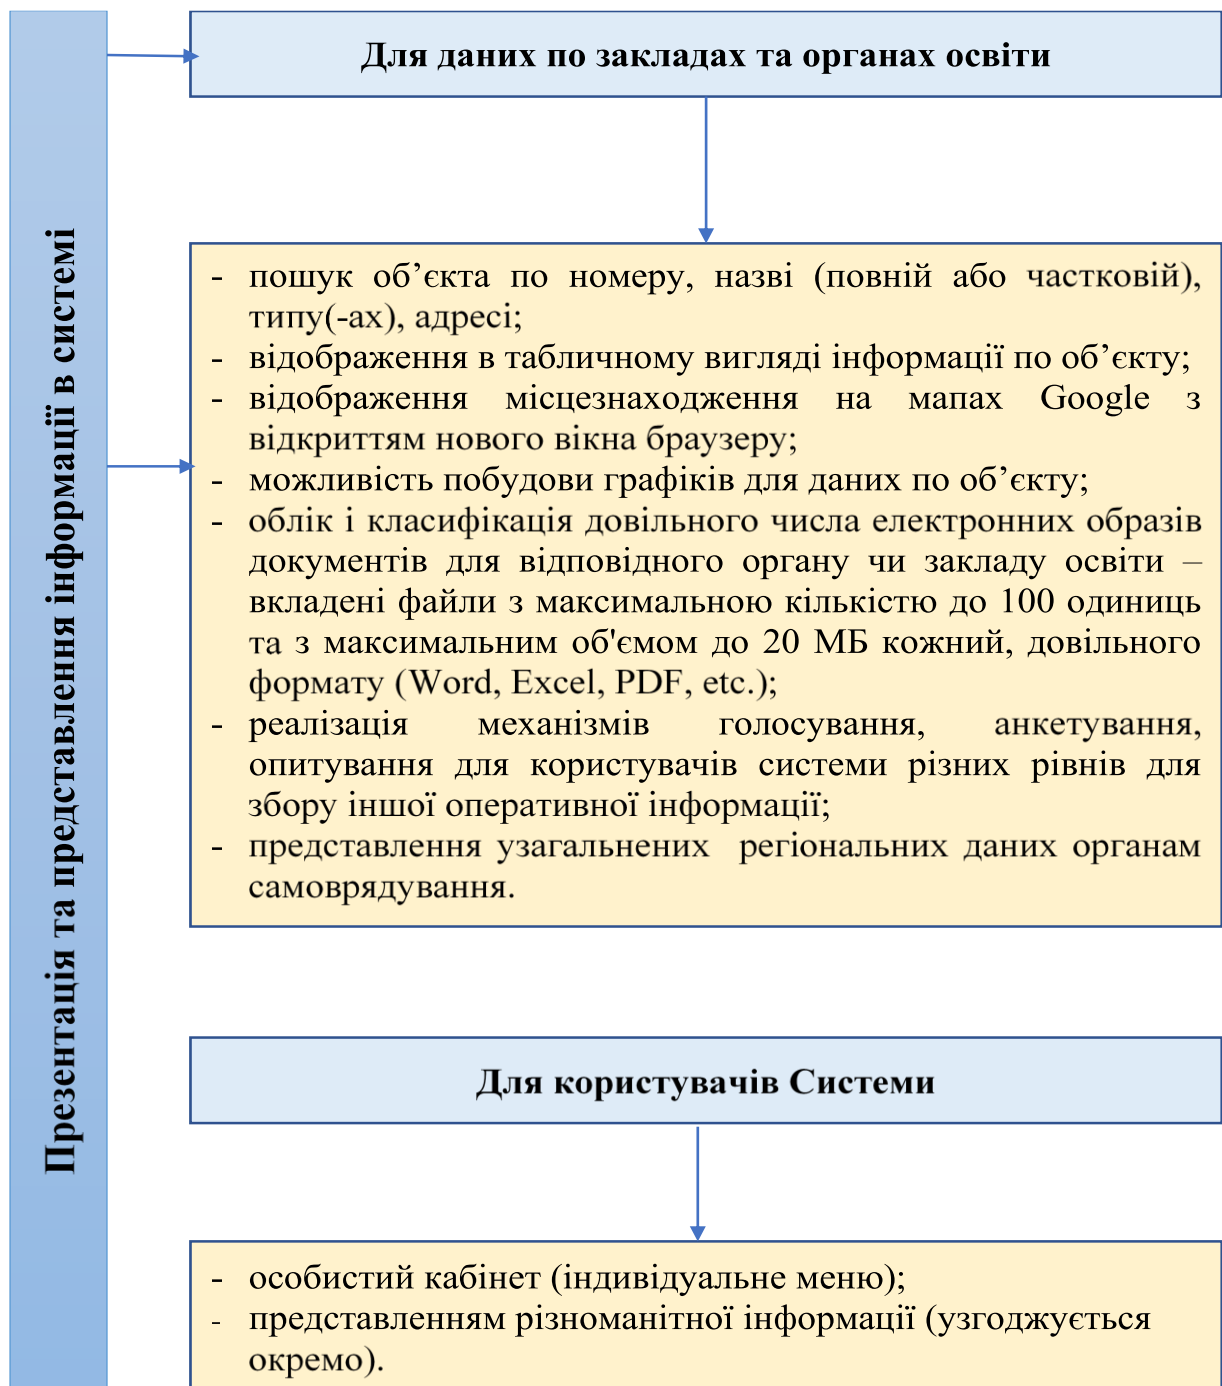 Презентація та представлення інформації в системі
Для даних по закладах та органах освіти
- пошук об’єкта по номеру, назві (повній або частковій),
типу(-ах), адресі;
- відображення в табличному вигляді інформації по об’єкту;
- відображення місцезнаходження на мапах Google з
відкриттям нового вікна браузеру;
- можливість побудови графіків для даних по об’єкту;
- облік і класифікація довільного числа електронних образів
документів для відповідного органу чи закладу освіти –
вкладені файли з максимальною кількістю до 100 одиниць
та з максимальним об'ємом до 20 МБ кожний, довільного
формату (Word, Excel, PDF, etc.);
- реалізація механізмів голосування, анкетування,
опитування для користувачів системи різних рівнів для
збору іншої оперативної інформації;
- представлення узагальнених регіональних даних органам
самоврядування.
Для користувачів Системи
- особистий кабінет (індивідуальне меню);
- представленням різноманітної інформації (узгоджується
окремо).